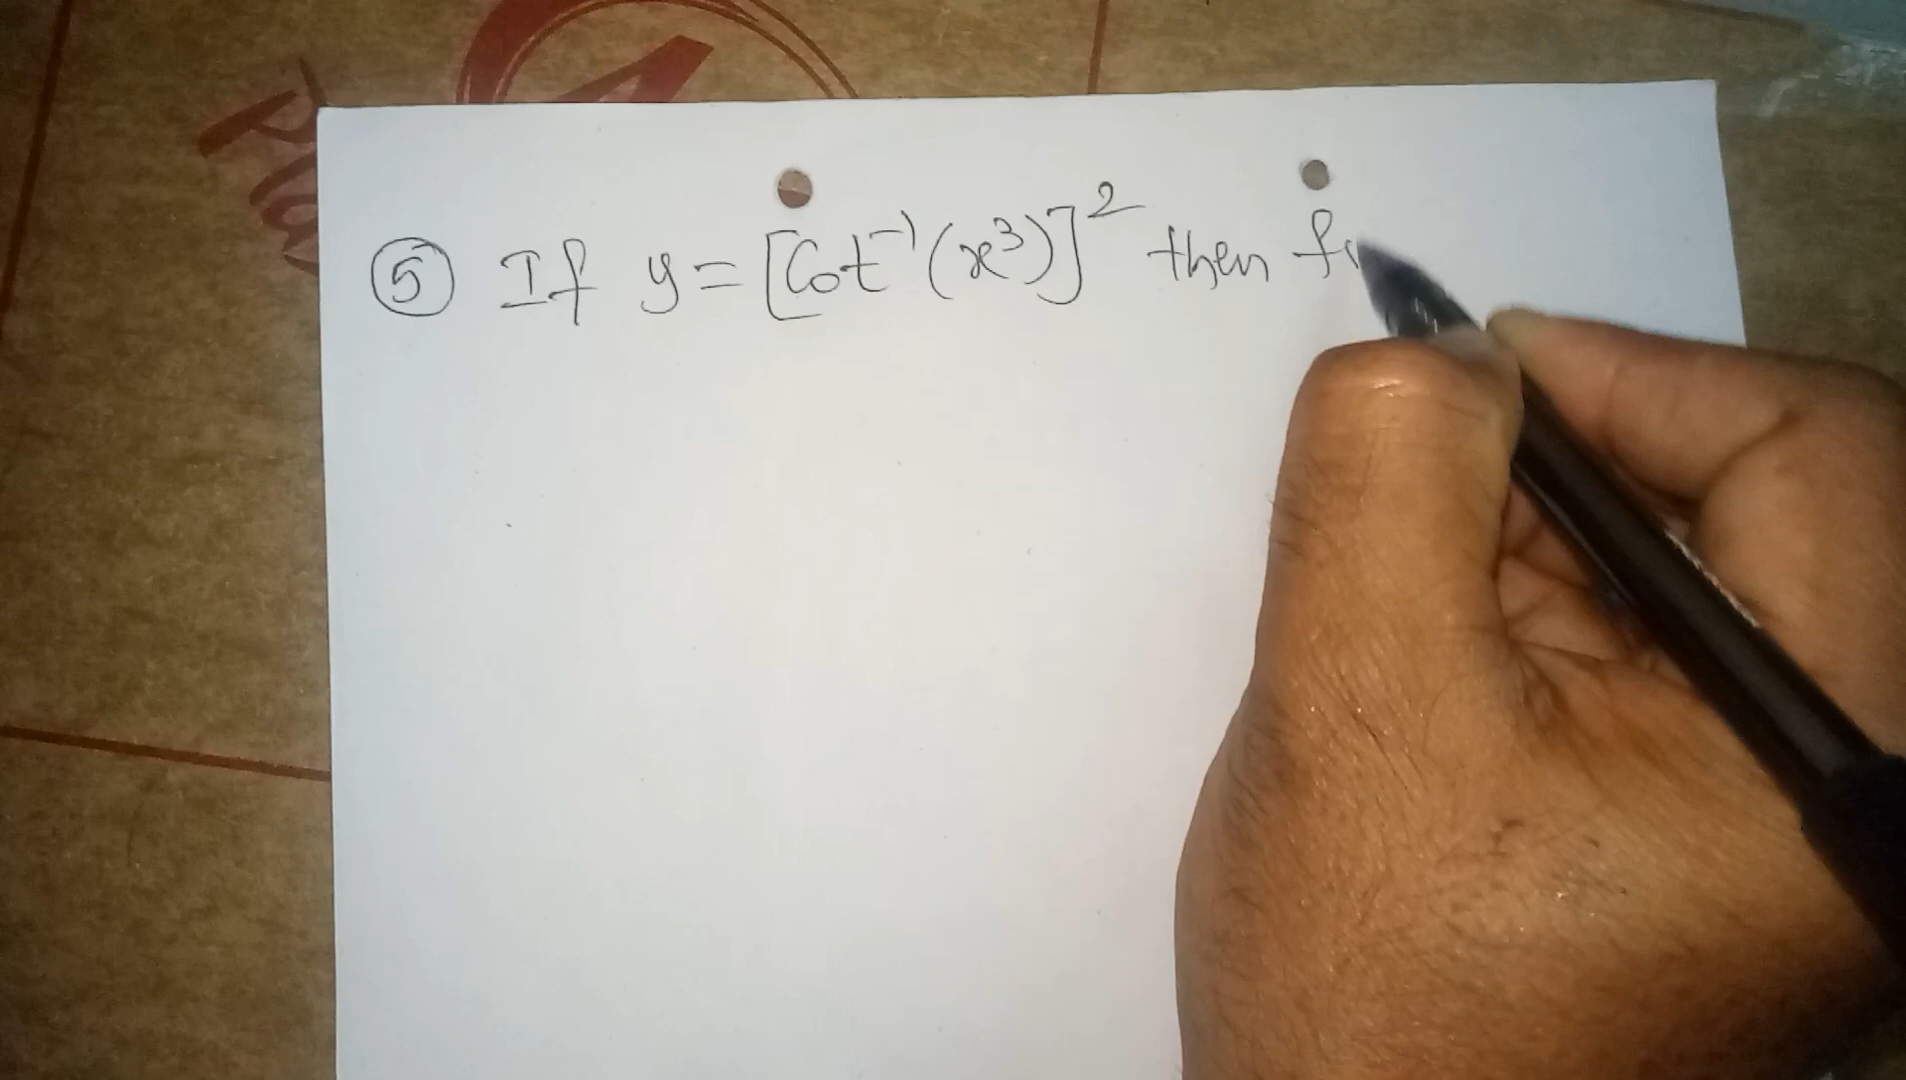 ⑤ If y = [Cot⁻¹(x³)]² then